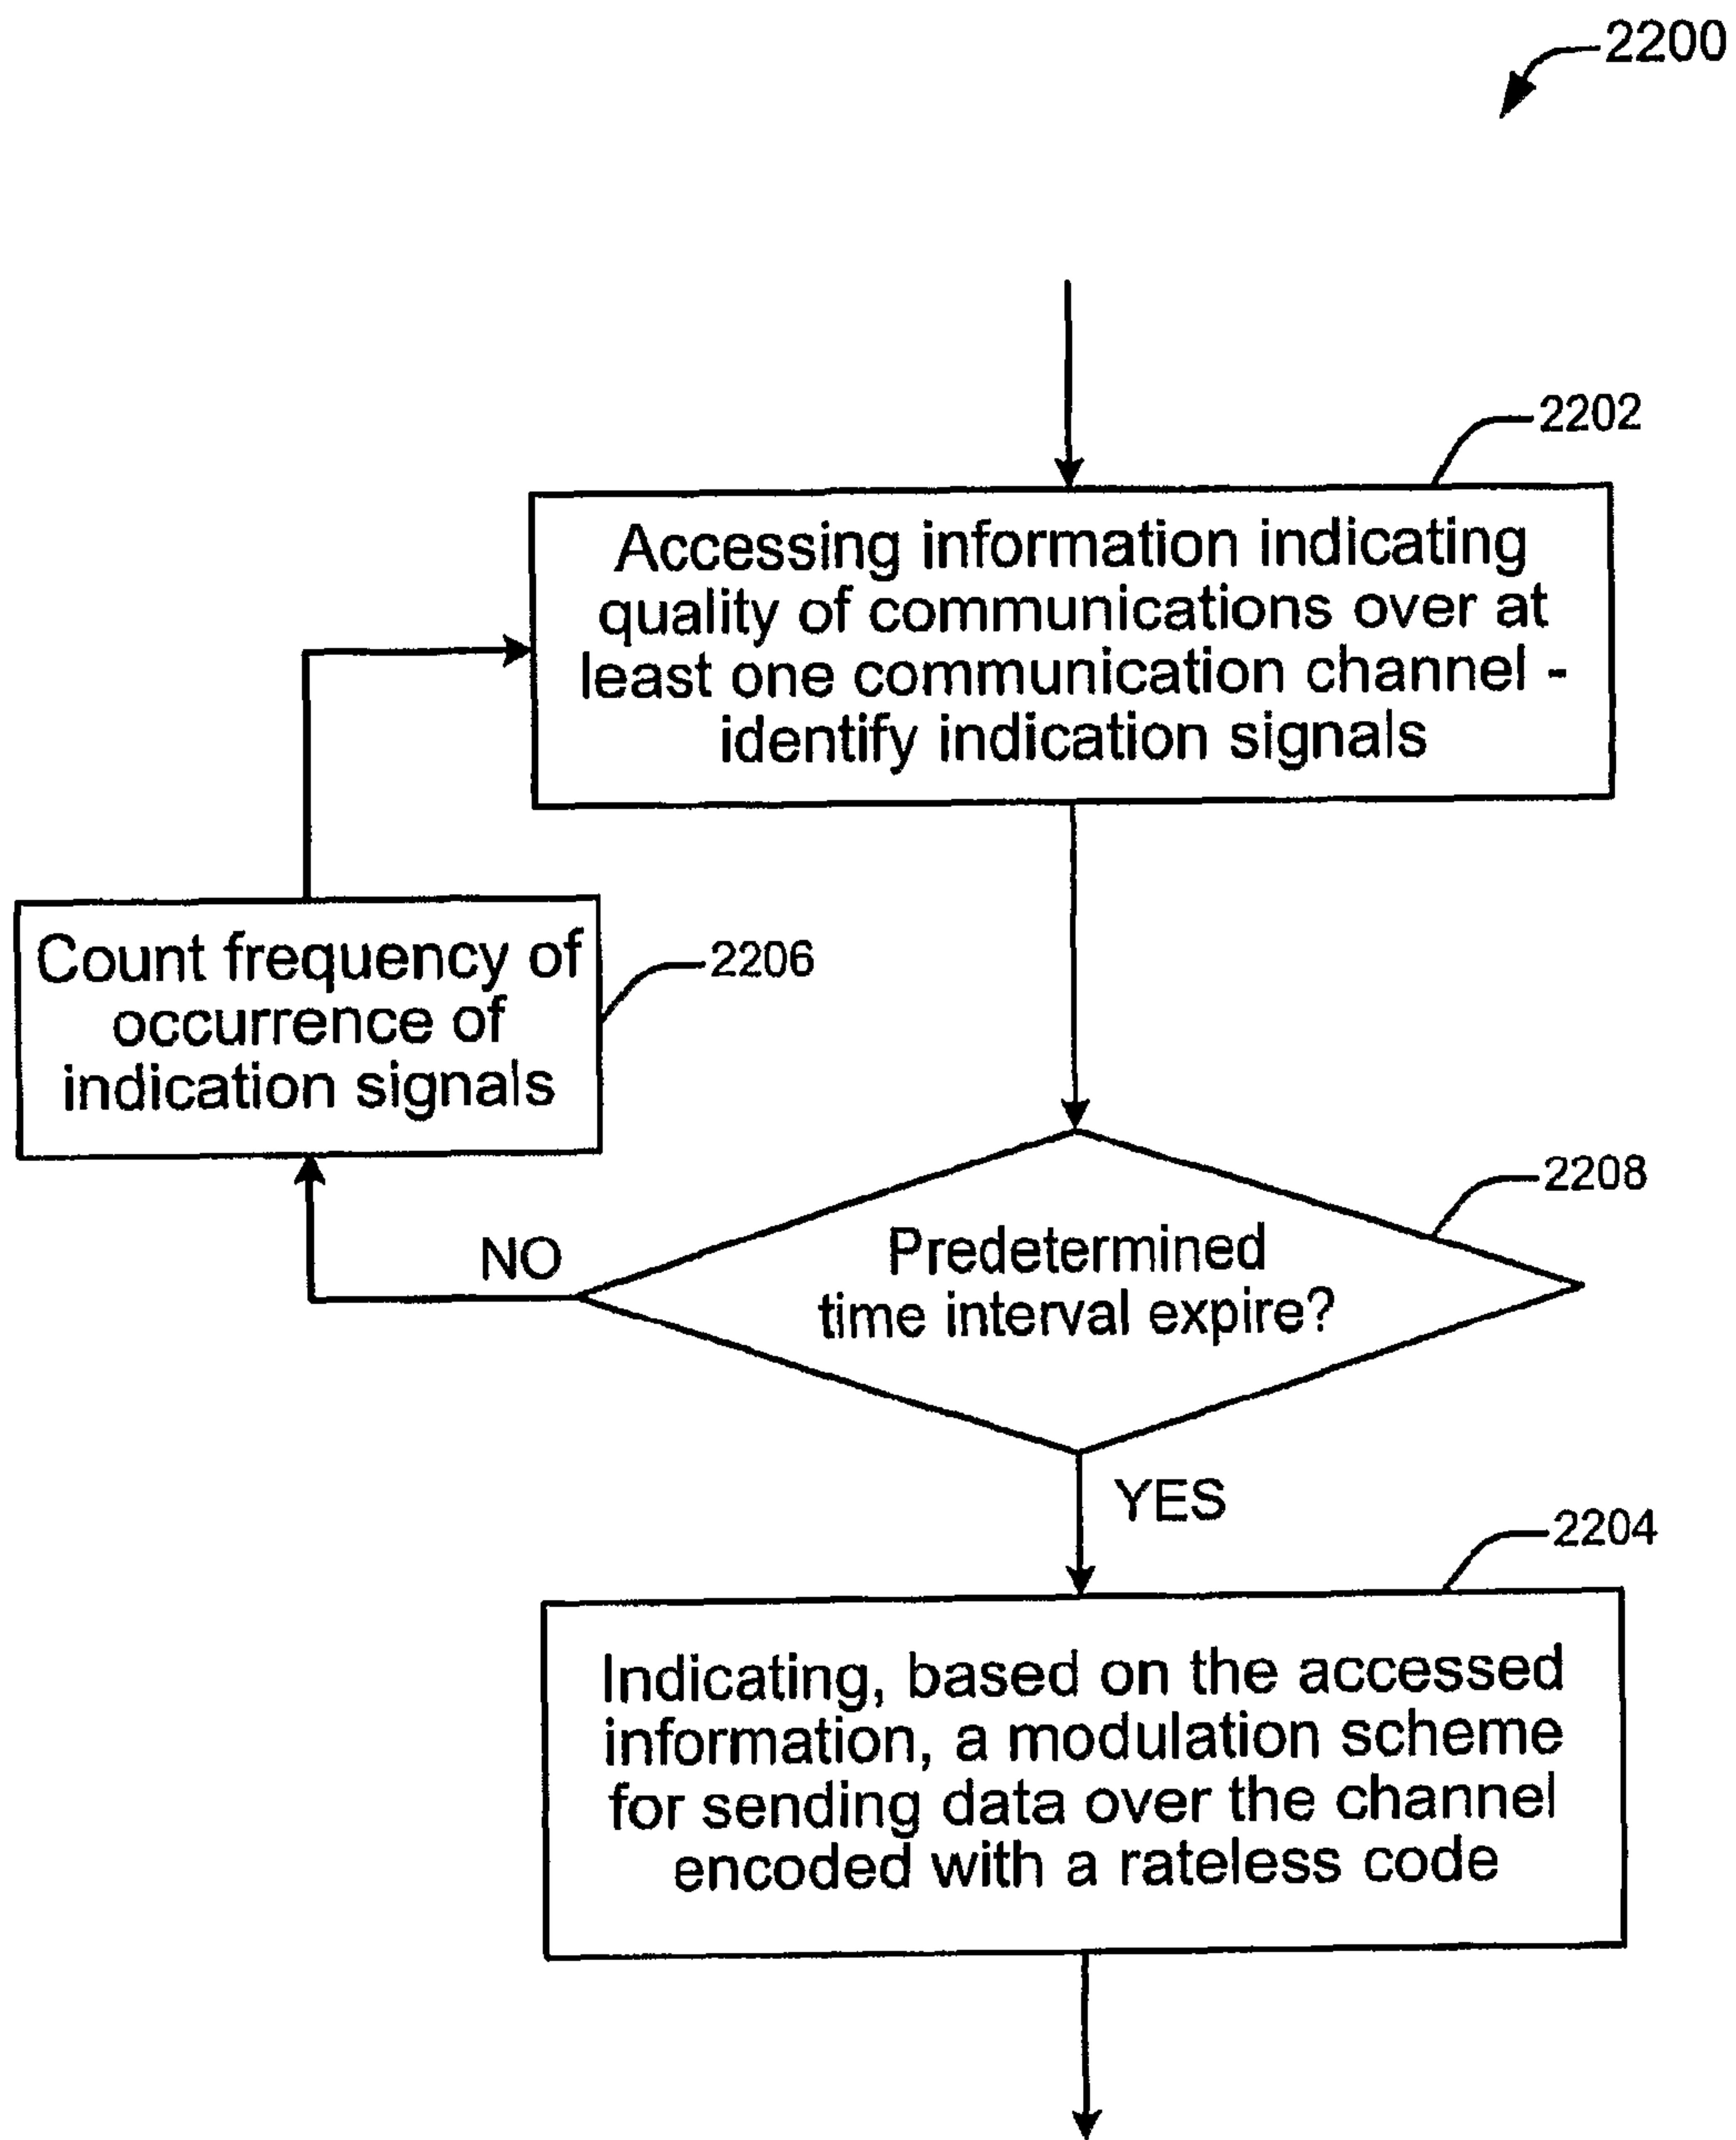 2200
2202
Accessing information indicating
quality of communications over at
least one communication channel -
identify indication signals
Count frequency of
occurrence of
indication signals
2206
2208
Predetermined
time interval expire?
NO
YES
2204
Indicating, based on the accessed
information, a modulation scheme
for sending data over the channel
encoded with a rateless code